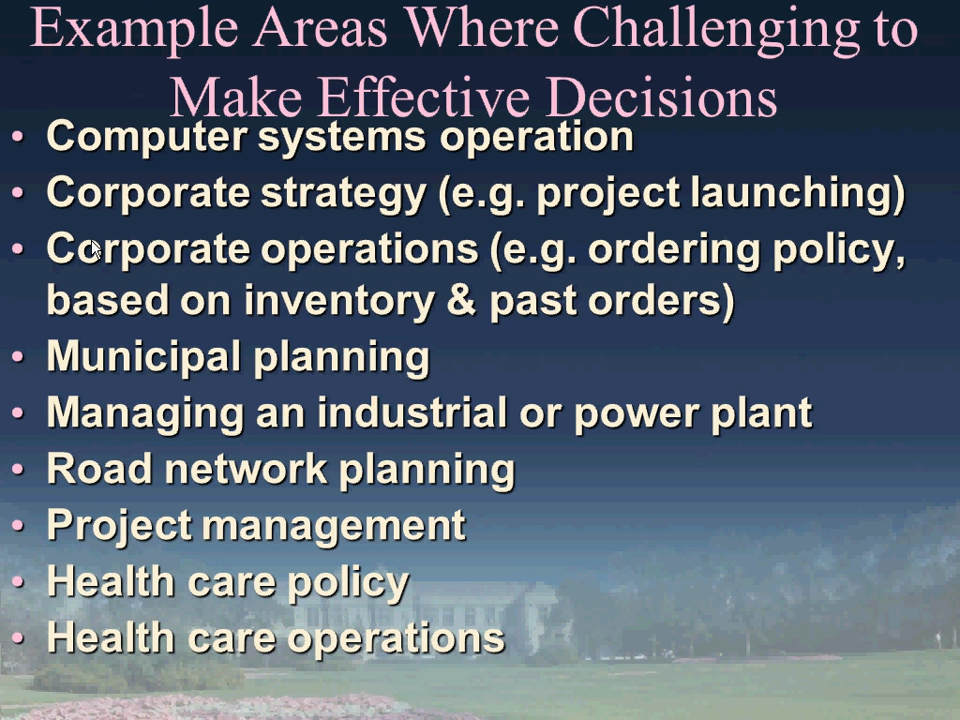 Example Areas Where Challenging to
Make Effective Decisions
• Computer systems operation
• Corporate strategy (e.g. project launching)
• Corporate operations (e.g. ordering policy,
based on inventory & past orders)
• Municipal planning
• Managing an industrial or power plant
• Road network planning
• Project management
• Health care policy
• Health care operations